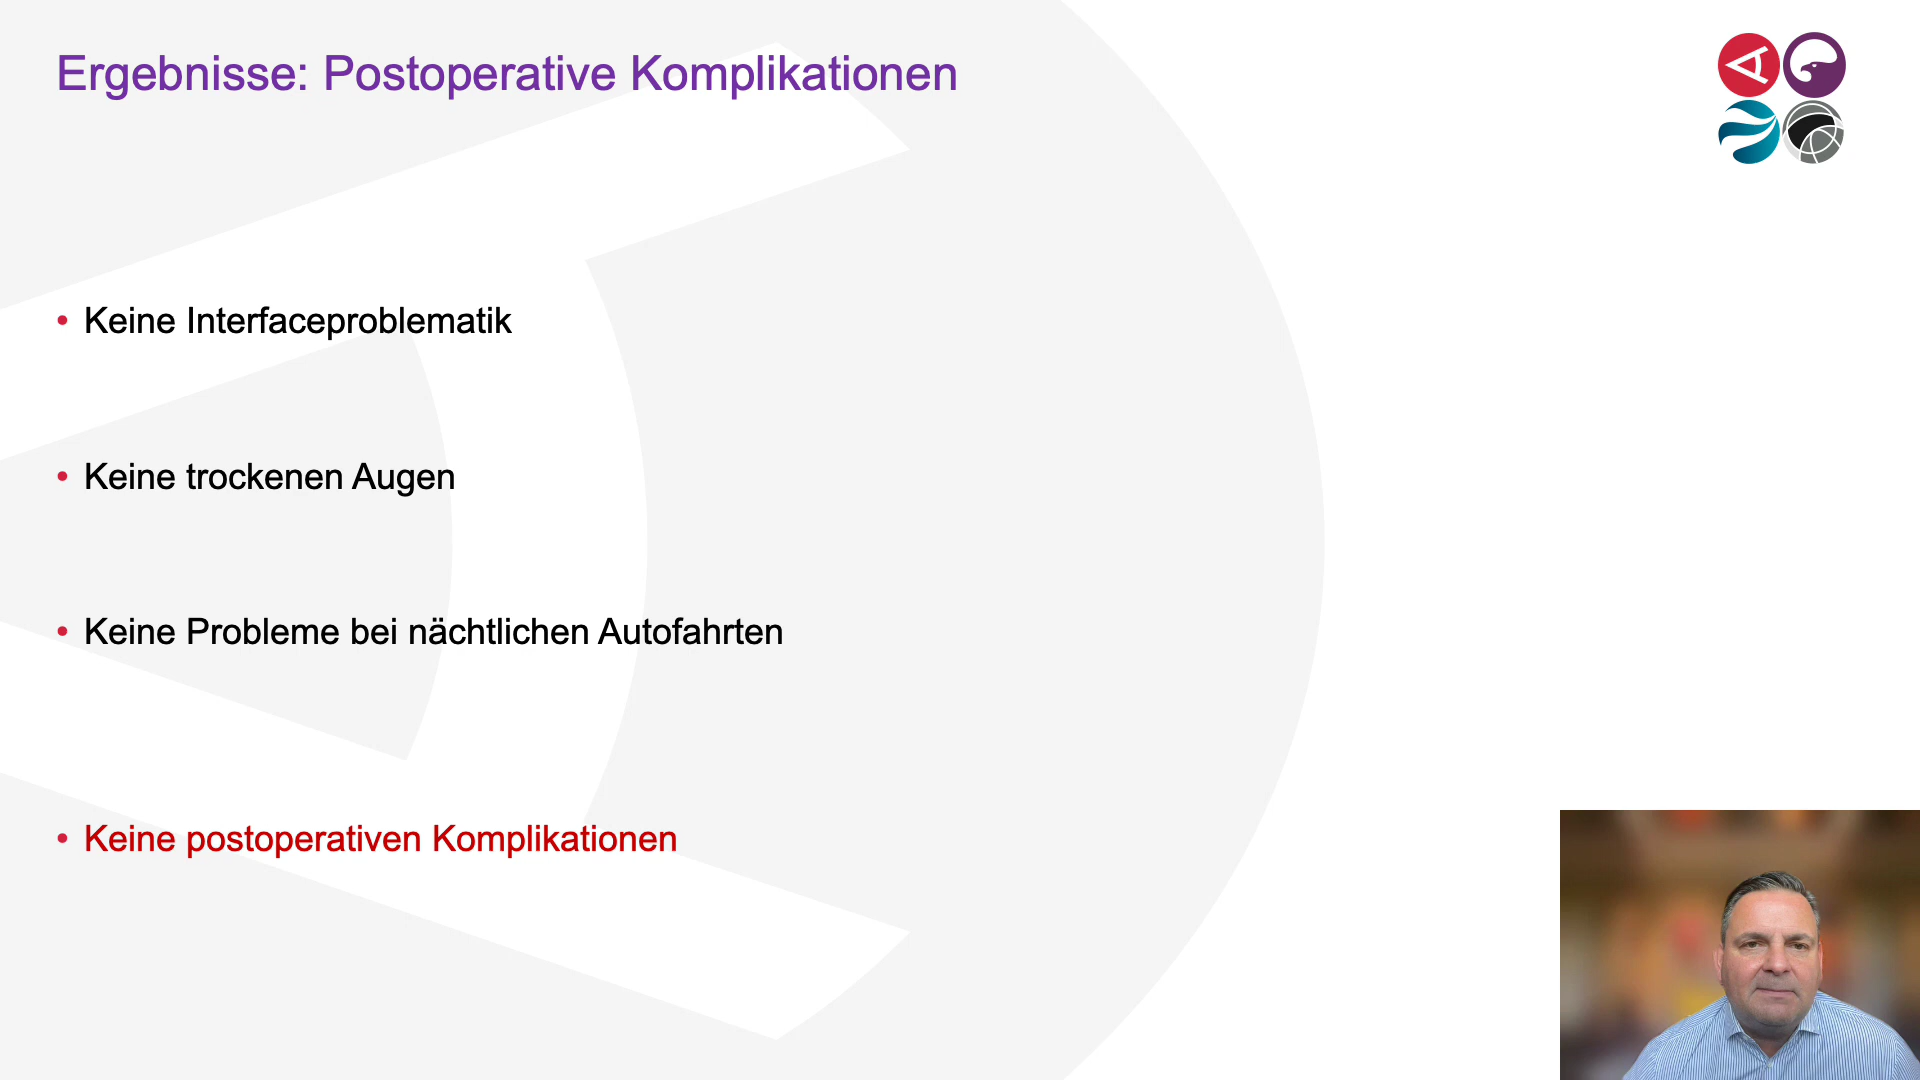 Ergebnisse: Postoperative Komplikationen
• Keine Interfaceproblematik
• Keine trockenen Augen
• Keine Probleme bei nächtlichen Autofahrten
• Keine postoperativen Komplikationen